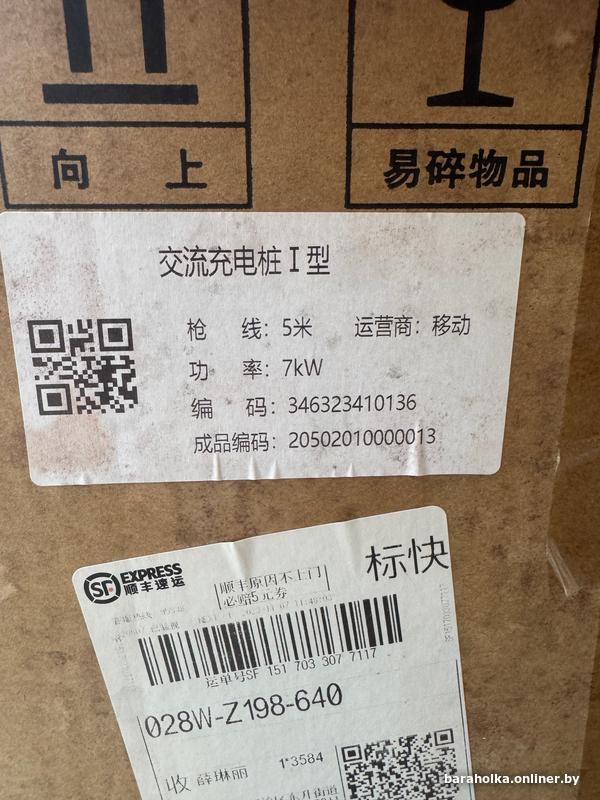 向 上
易碎物品
交流充电桩 I 型
枪 线：5米 运营商：移动
功 率：7kW
编 码：346323410136
成品编码：20502010000013
SF EXPRESS
顺丰速运
顺丰原因不上门
必赔5元券
标快
运单号SF 151 703 307 7117
028W-Z198-640
收 薛琳丽 1*3584
baraholka.onliner.by